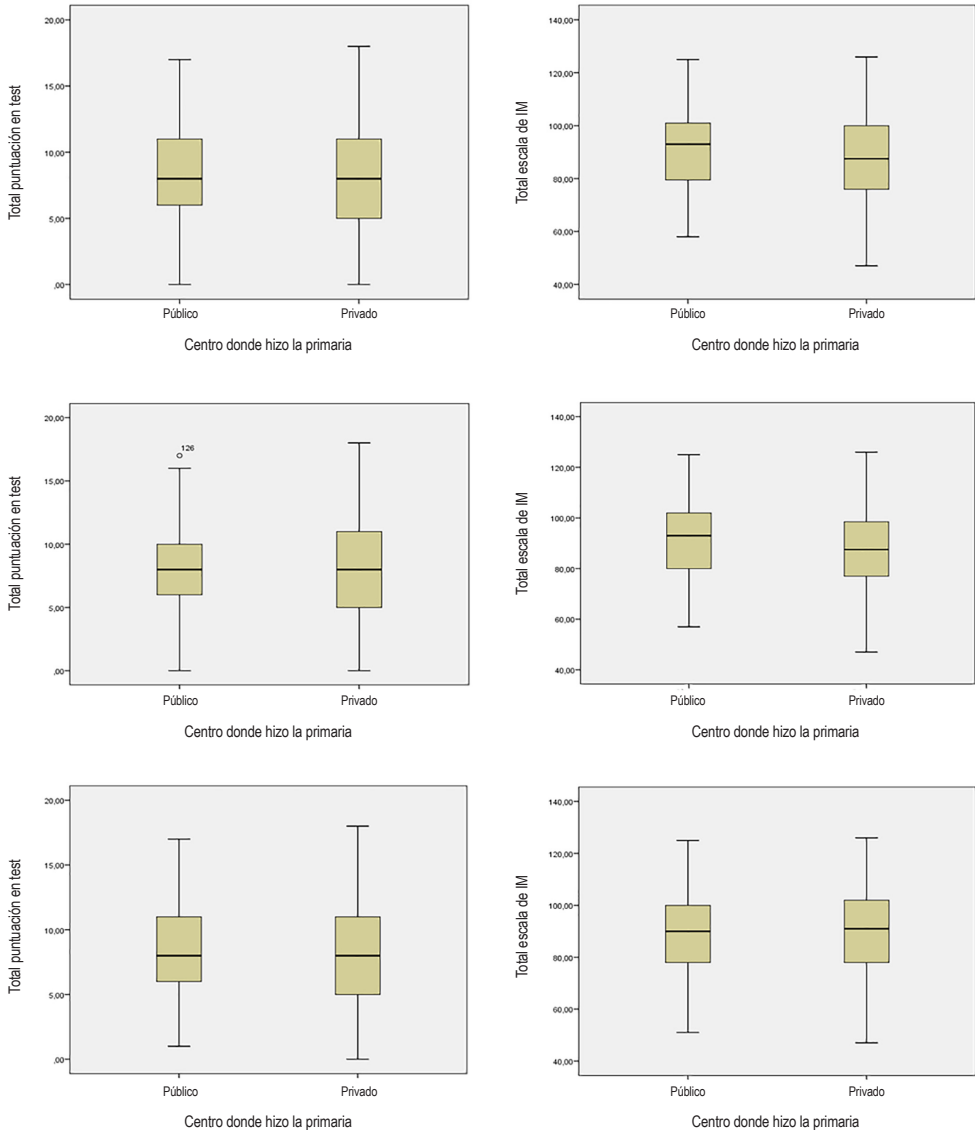 20,00
15,00
10,00
5,00
,00
Total puntuación en test
Público
Privado
Centro donde hizo la primaria
140,00
120,00
100,00
80,00
60,00
40,00
Total escala de IM
Público
Privado
Centro donde hizo la primaria
20,00
15,00
10,00
5,00
,00
Total puntuación en test
126
Público
Privado
Centro donde hizo la primaria
140,00
120,00
100,00
80,00
60,00
40,00
Total escala de IM
Público
Privado
Centro donde hizo la primaria
20,00
15,00
10,00
5,00
,00
Total puntuación en test
Público
Privado
Centro donde hizo la primaria
140,00
120,00
100,00
80,00
60,00
40,00
Total escala de IM
Público
Privado
Centro donde hizo la primaria